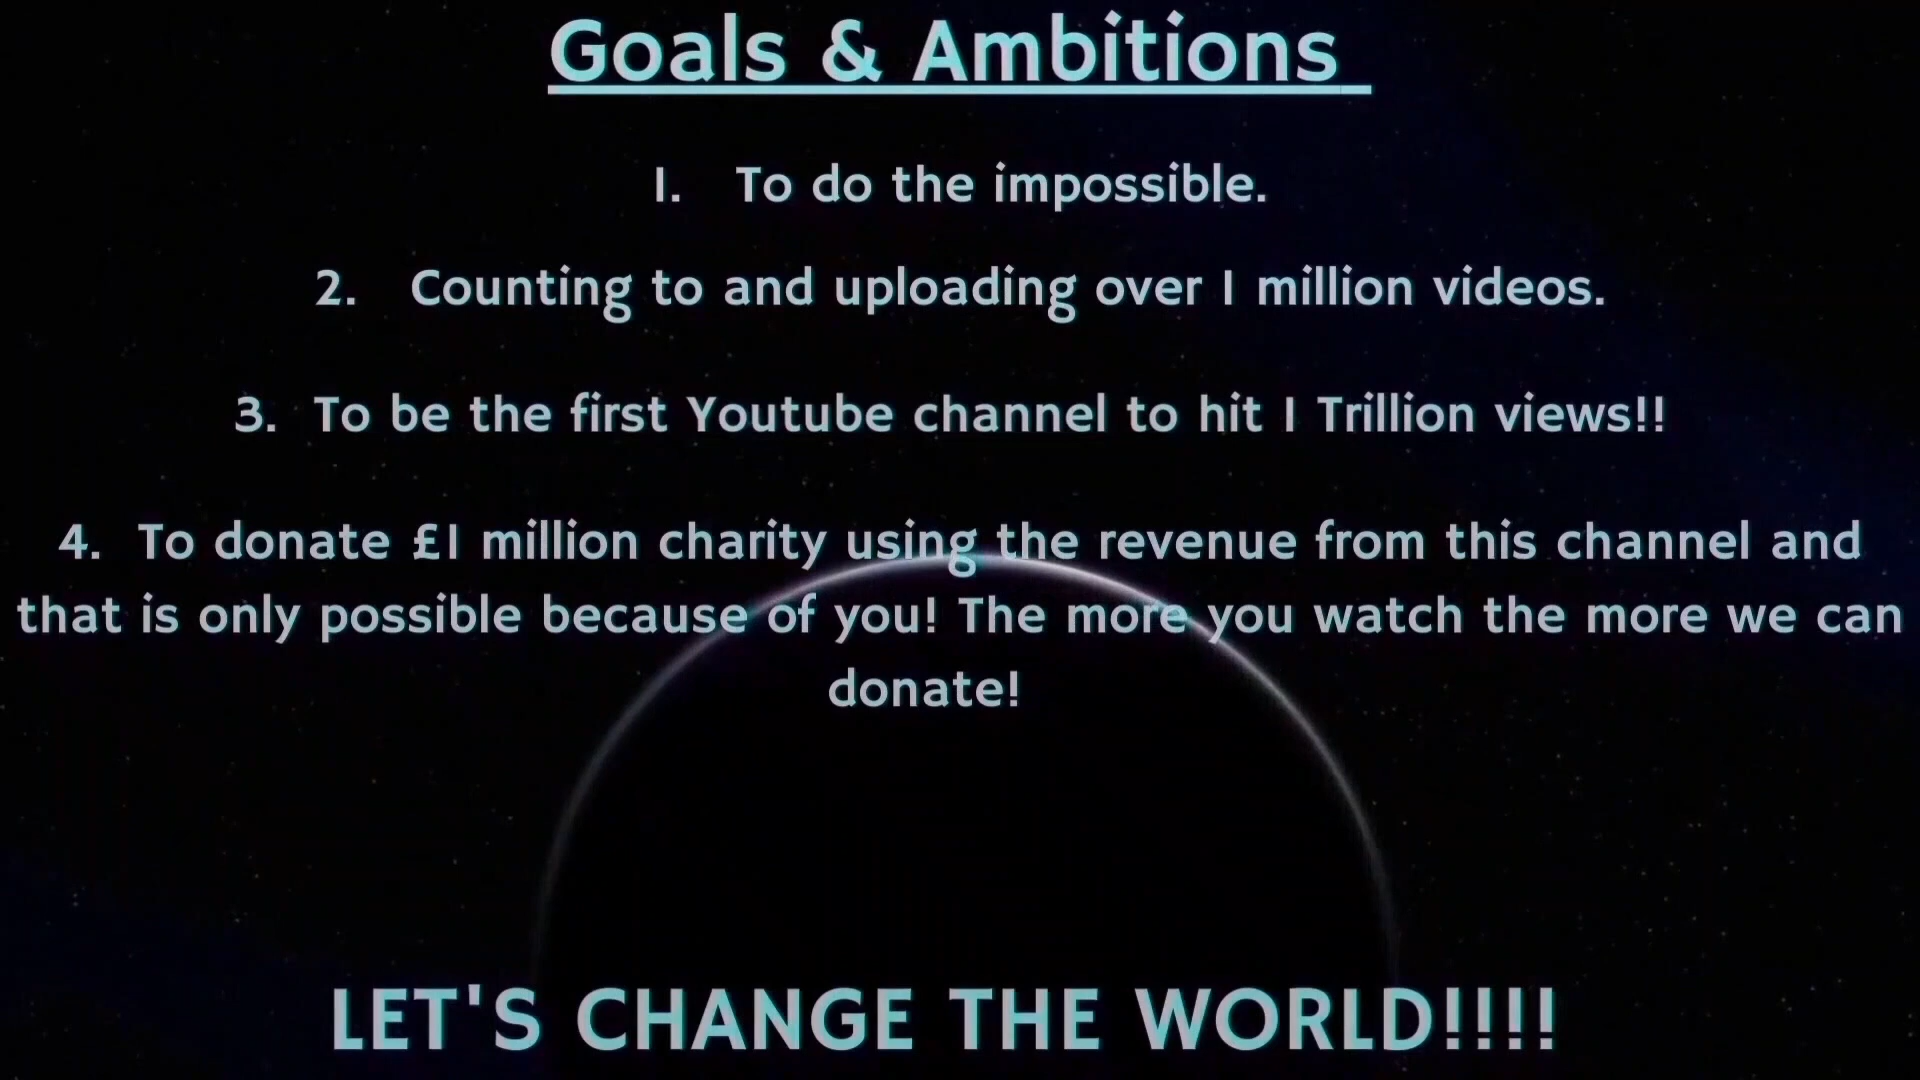 Goals & Ambitions
1. To do the impossible.
2. Counting to and uploading over 1 million videos.
3. To be the first Youtube channel to hit 1 Trillion views!!
4. To donate £1 million charity using the revenue from this channel and
that is only possible because of you! The more you watch the more we can
donate!
LET'S CHANGE THE WORLD!!!!